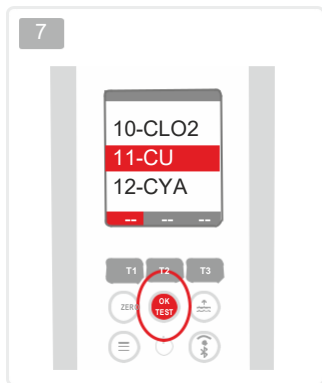 7
10-CLO2
11-CU
12-CYA
-- -- --
T1 T2 T3
ZERO
OK
TEST